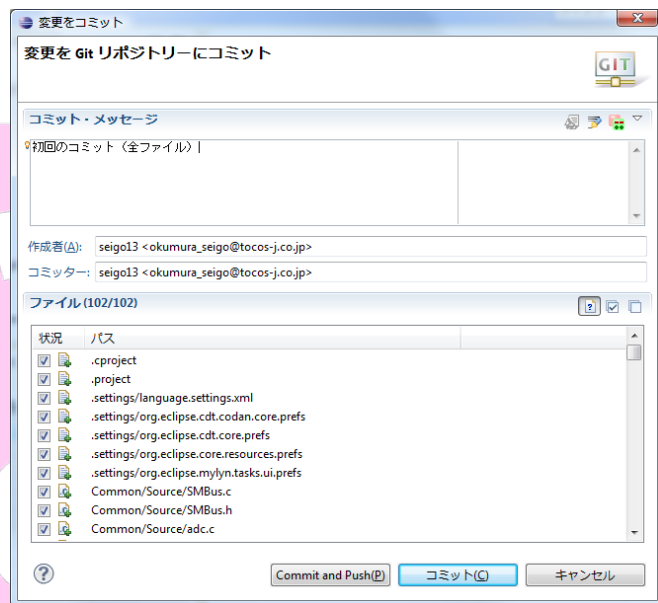 変更をコミット
変更を Git リポジトリーにコミット
GIT
コミット・メッセージ
初回のコミット（全ファイル）
作成者(A): seigo13 <okumura_seigo@tocos-j.co.jp>
コミッター: seigo13 <okumura_seigo@tocos-j.co.jp>
ファイル (102/102)
状況 パス
.cproject
.project
.settings/language.settings.xml
.settings/org.eclipse.cdt.codan.core.prefs
.settings/org.eclipse.cdt.core.prefs
.settings/org.eclipse.core.resources.prefs
.settings/org.eclipse.mylyn.tasks.ui.prefs
Common/Source/SMBus.c
Common/Source/SMBus.h
Common/Source/adc.c
Commit and Push(P) コミット(C) キャンセル